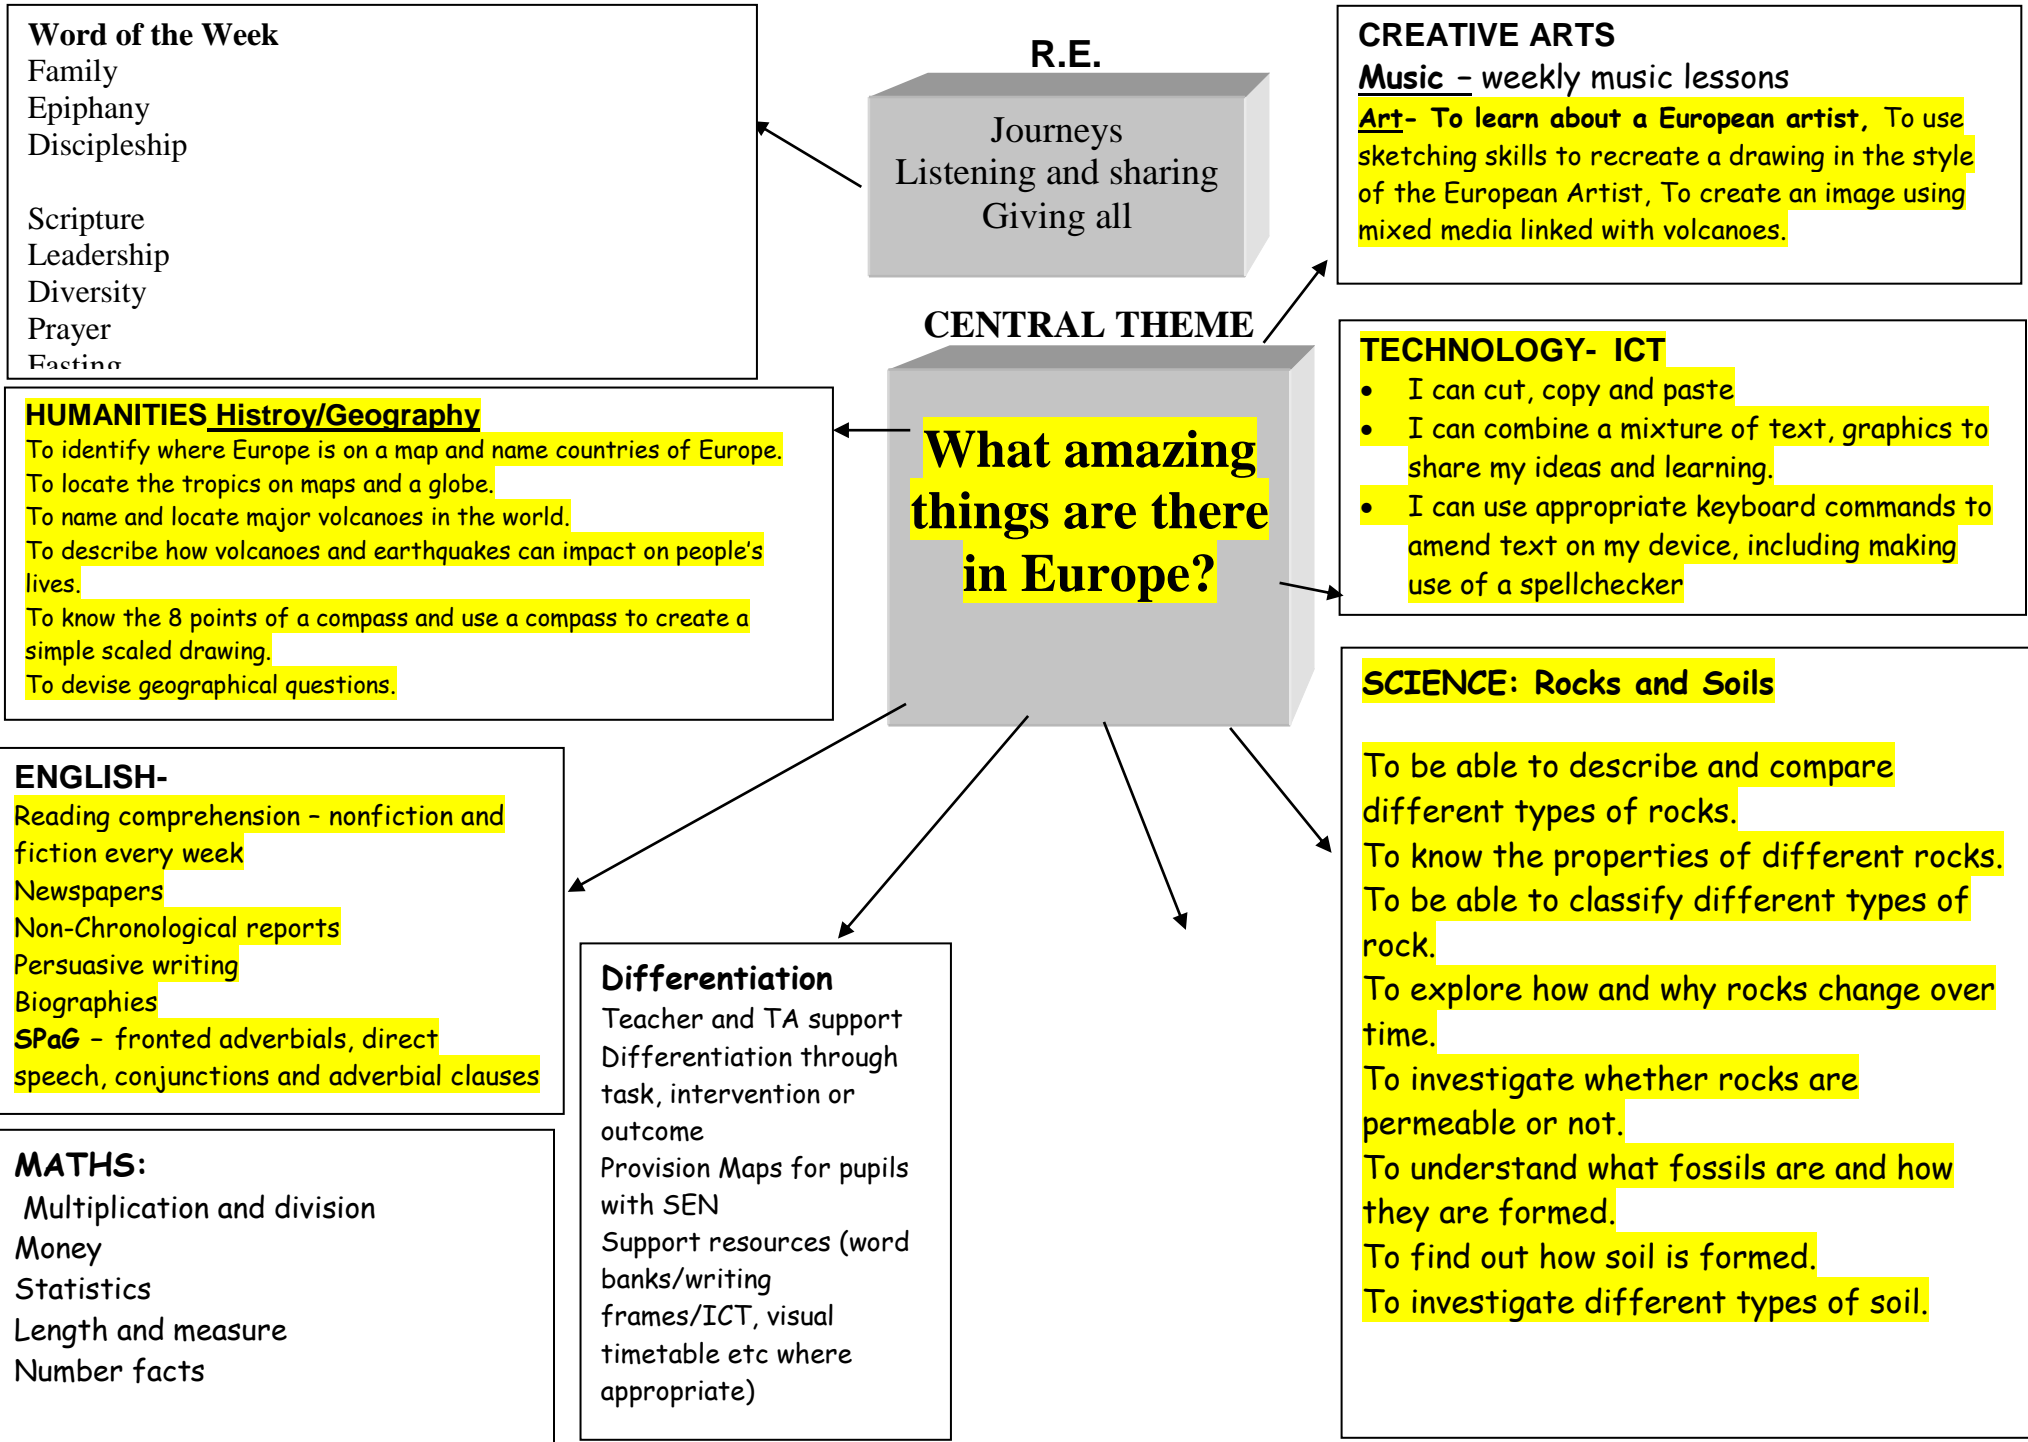 Word of the Week
Family
Epiphany
Discipleship
Scripture
Leadership
Diversity
Prayer
Fasting
R.E.
Journeys
Listening and sharing
Giving all
CREATIVE ARTS
Music – weekly music lessons
Art- To learn about a European artist, To use
sketching skills to recreate a drawing in the style
of the European Artist, To create an image using
mixed media linked with volcanoes.
CENTRAL THEME
What amazing
things are there
in Europe?
TECHNOLOGY- ICT
• I can cut, copy and paste
• I can combine a mixture of text, graphics to
share my ideas and learning.
• I can use appropriate keyboard commands to
amend text on my device, including making
use of a spellchecker
HUMANITIES Histroy/Geography
To identify where Europe is on a map and name countries of Europe.
To locate the tropics on maps and a globe.
To name and locate major volcanoes in the world.
To describe how volcanoes and earthquakes can impact on people's
lives.
To know the 8 points of a compass and use a compass to create a
simple scaled drawing.
To devise geographical questions.
SCIENCE: Rocks and Soils
To be able to describe and compare
different types of rocks.
To know the properties of different rocks.
To be able to classify different types of
rock.
To explore how and why rocks change over
time.
To investigate whether rocks are
permeable or not.
To understand what fossils are and how
they are formed.
To find out how soil is formed.
To investigate different types of soil.
ENGLISH-
Reading comprehension – nonfiction and
fiction every week
Newspapers
Non-Chronological reports
Persuasive writing
Biographies
SPaG – fronted adverbials, direct
speech, conjunctions and adverbial clauses
Differentiation
Teacher and TA support
Differentiation through
task, intervention or
outcome
Provision Maps for pupils
with SEN
Support resources (word
banks/writing
frames/ICT, visual
timetable etc where
appropriate)
MATHS:
Multiplication and division
Money
Statistics
Length and measure
Number facts